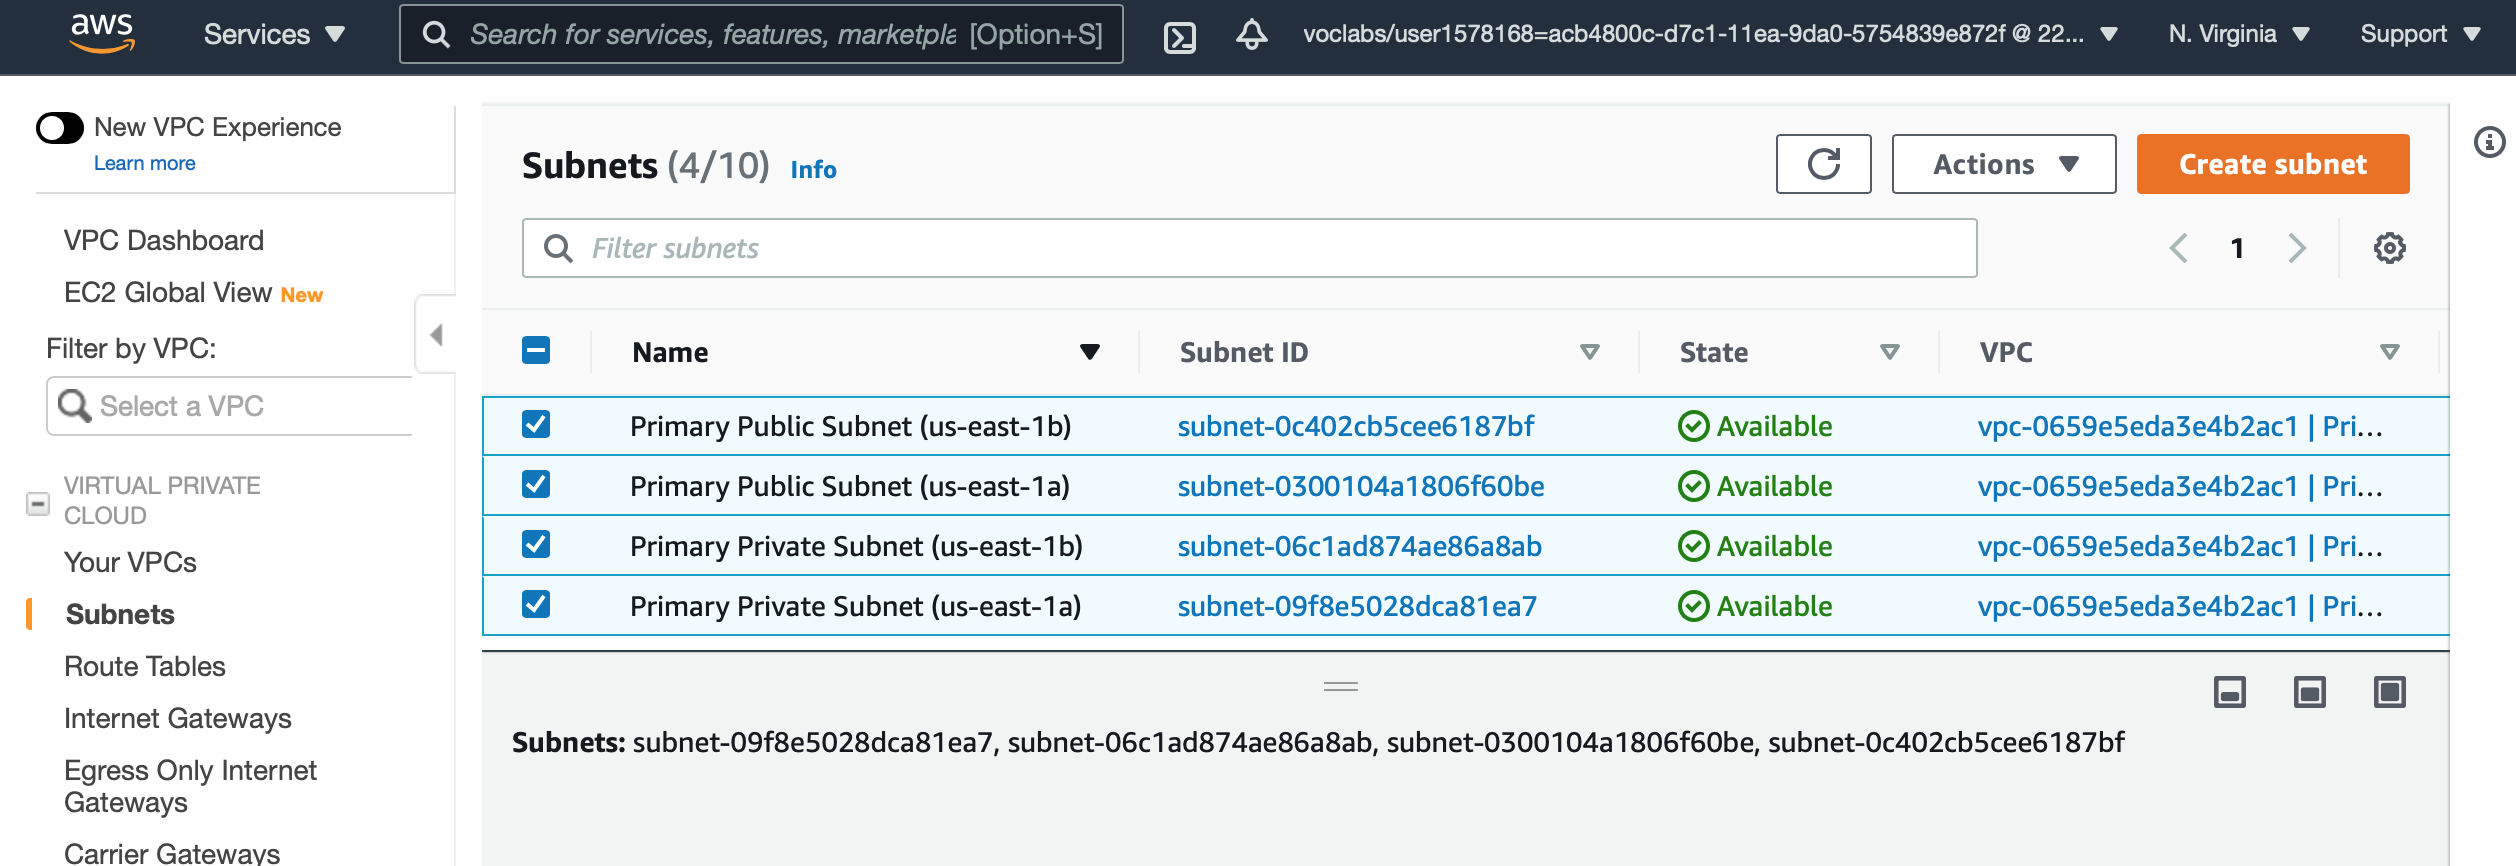 aws Services Search for services, features, marketpla [Option+S] voclabs/user1578168=acb4800c-d7c1-11ea-9da0-5754839e872f @ 22... N. Virginia Support
New VPC Experience
Learn more
VPC Dashboard
EC2 Global View New
Filter by VPC:
Select a VPC
VIRTUAL PRIVATE
CLOUD
Your VPCs
Subnets
Route Tables
Internet Gateways
Egress Only Internet
Gateways
Carrier Gateways
Subnets (4/10) Info Actions Create subnet
Filter subnets 1
Name Subnet ID State VPC
Primary Public Subnet (us-east-1b) subnet-0c402cb5cee6187bf Available vpc-0659e5eda3e4b2ac1 | Pri...
Primary Public Subnet (us-east-1a) subnet-0300104a1806f60be Available vpc-0659e5eda3e4b2ac1 | Pri...
Primary Private Subnet (us-east-1b) subnet-06c1ad874ae86a8ab Available vpc-0659e5eda3e4b2ac1 | Pri...
Primary Private Subnet (us-east-1a) subnet-09f8e5028dca81ea7 Available vpc-0659e5eda3e4b2ac1 | Pri...
Subnets: subnet-09f8e5028dca81ea7, subnet-06c1ad874ae86a8ab, subnet-0300104a1806f60be, subnet-0c402cb5cee6187bf